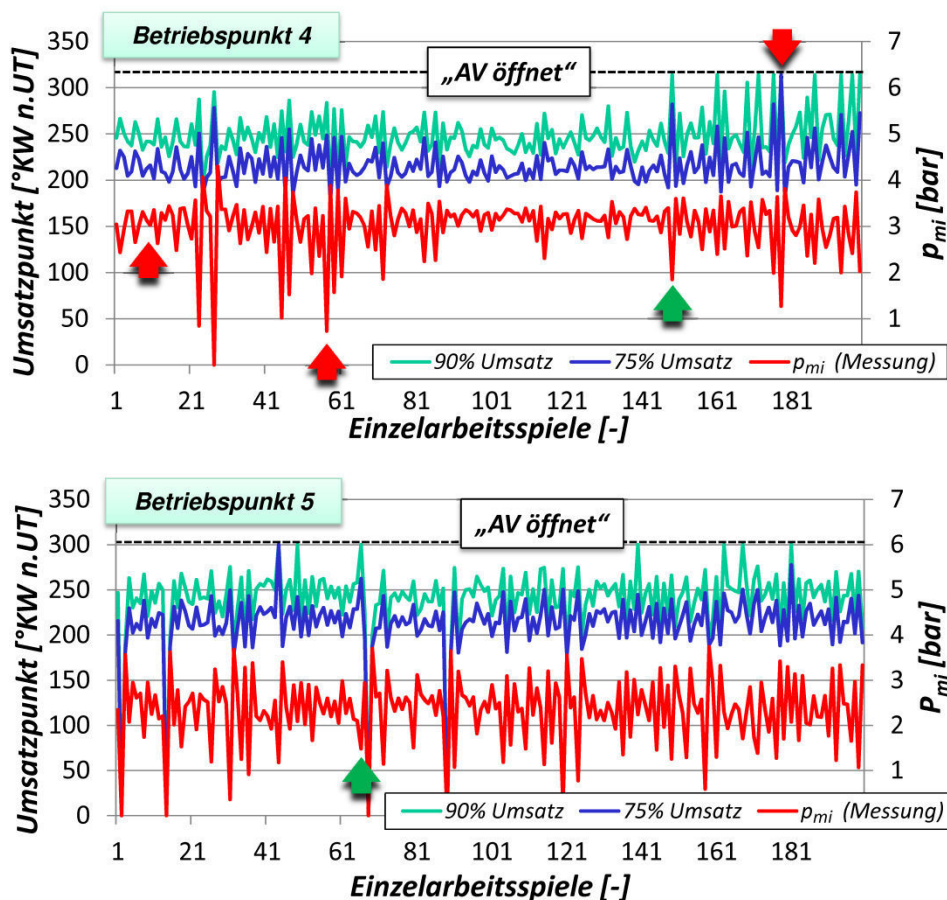 Betriebspunkt 4
„AV öffnet“
Umsatzpunkt [°KW n.UT]
350
300
250
200
150
100
50
0
7
6
5
4
3
2
1
p_mi [bar]
90% Umsatz 75% Umsatz p_mi (Messung)
1 21 41 61 81 101 121 141 161 181
Einzelarbeitsspiele [-]
Betriebspunkt 5
„AV öffnet“
Umsatzpunkt [°KW n.UT]
350
300
250
200
150
100
50
0
7
6
5
4
3
2
1
P_mi [bar]
90% Umsatz 75% Umsatz p_mi (Messung)
1 21 41 61 81 101 121 141 161 181
Einzelarbeitsspiele [-]